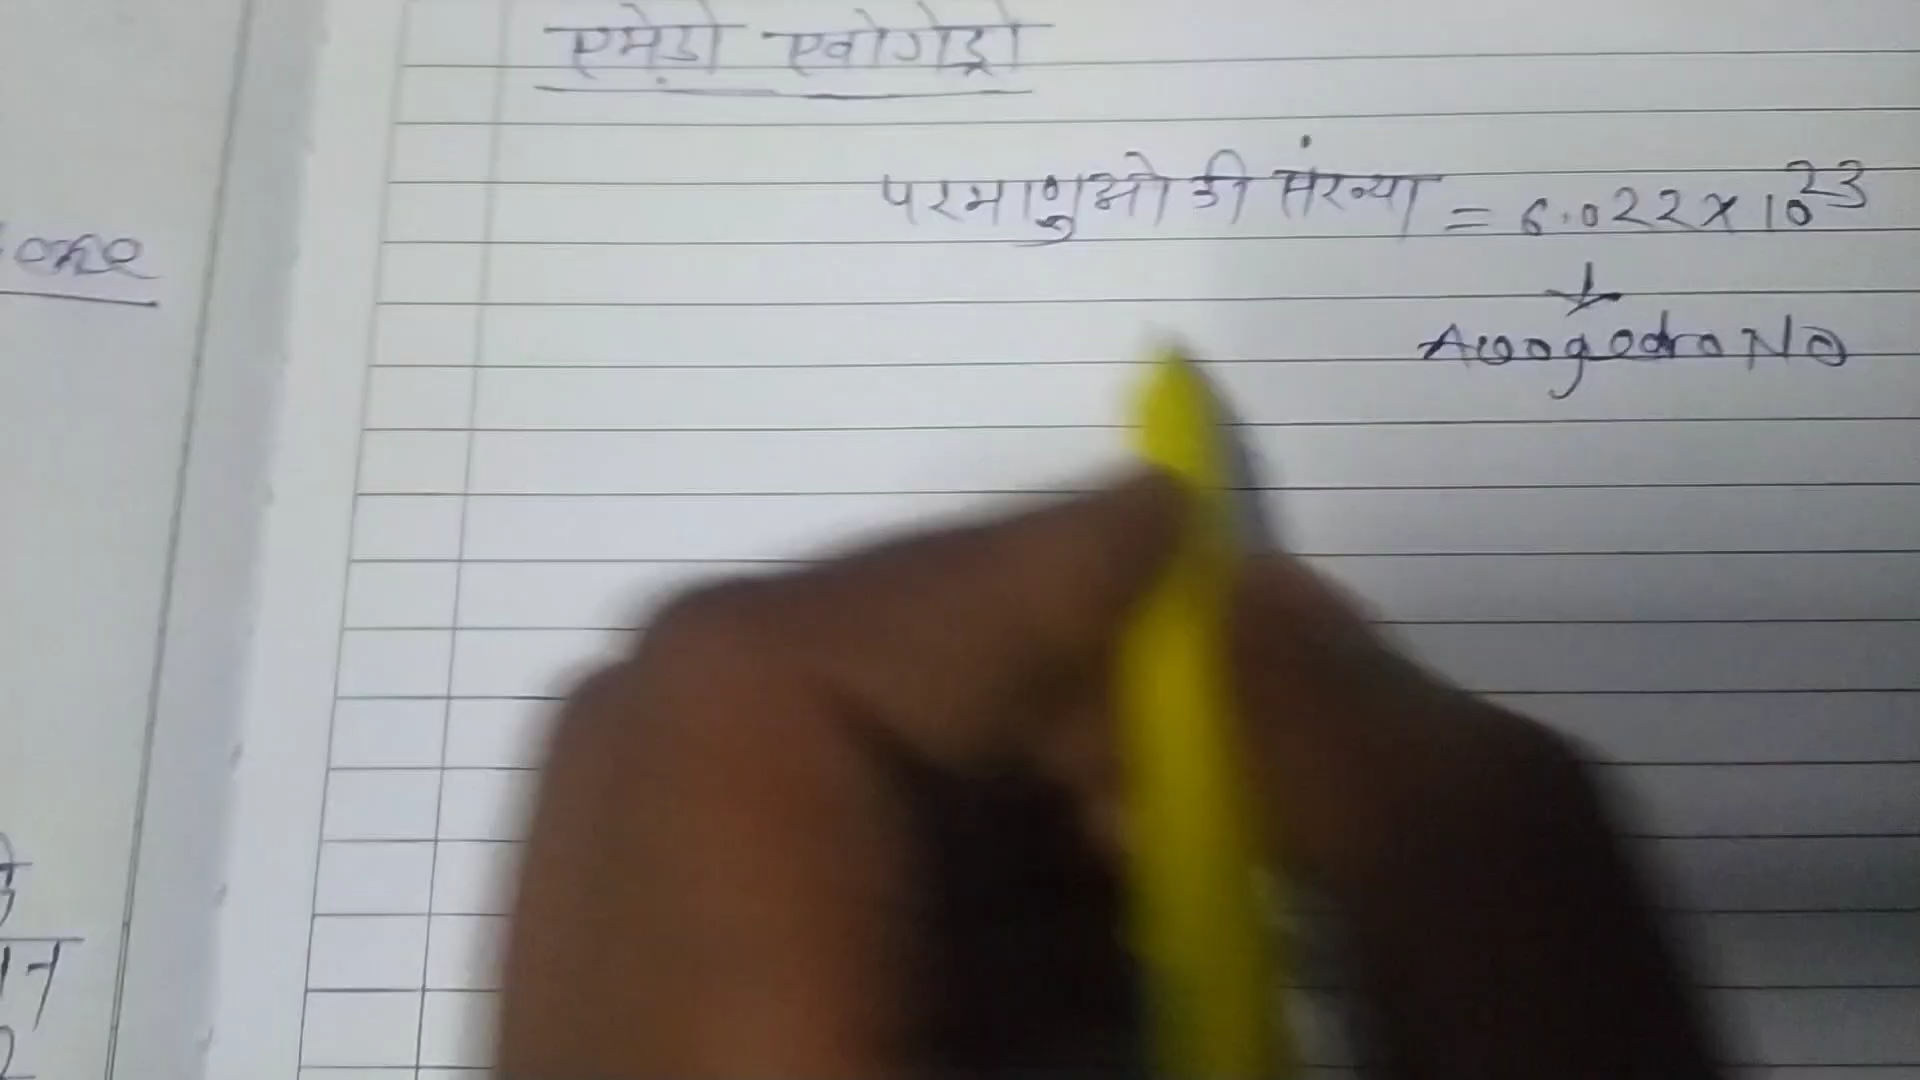 एमेडो एवोगेड्रो
परमाणुओ की संख्या = 6.022 x 10²³
Avogadro No